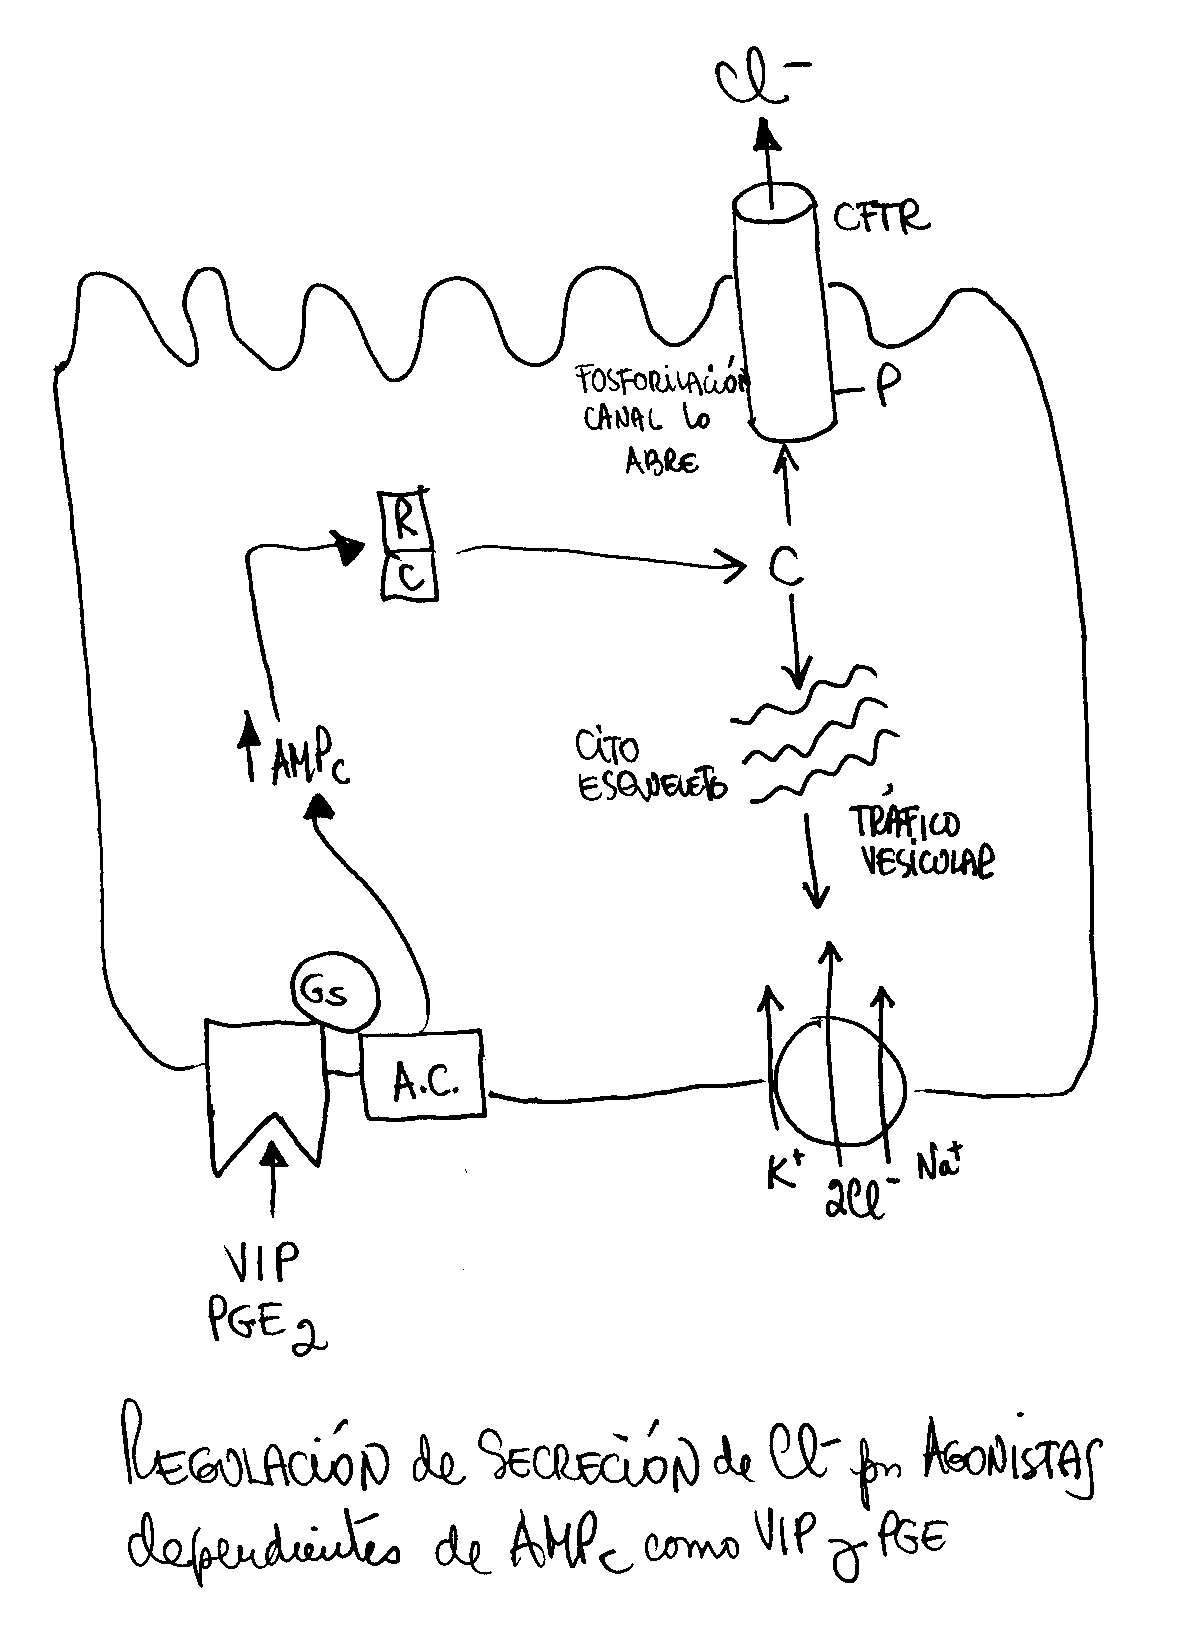 Cl⁻
CFTR
FOSFORILACIÓN
CANAL LO
ABRE
P
R
C
C
AMPc
CITO
ESQUELETO
TRÁFICO
VESICULAR
Gs
A.C.
K⁺
2Cl⁻
Na⁺
VIP
PGE₂
REGULACIÓN de SECRECIÓN de Cl⁻ por AGONISTAS
dependientes de AMPc como VIP y PGE